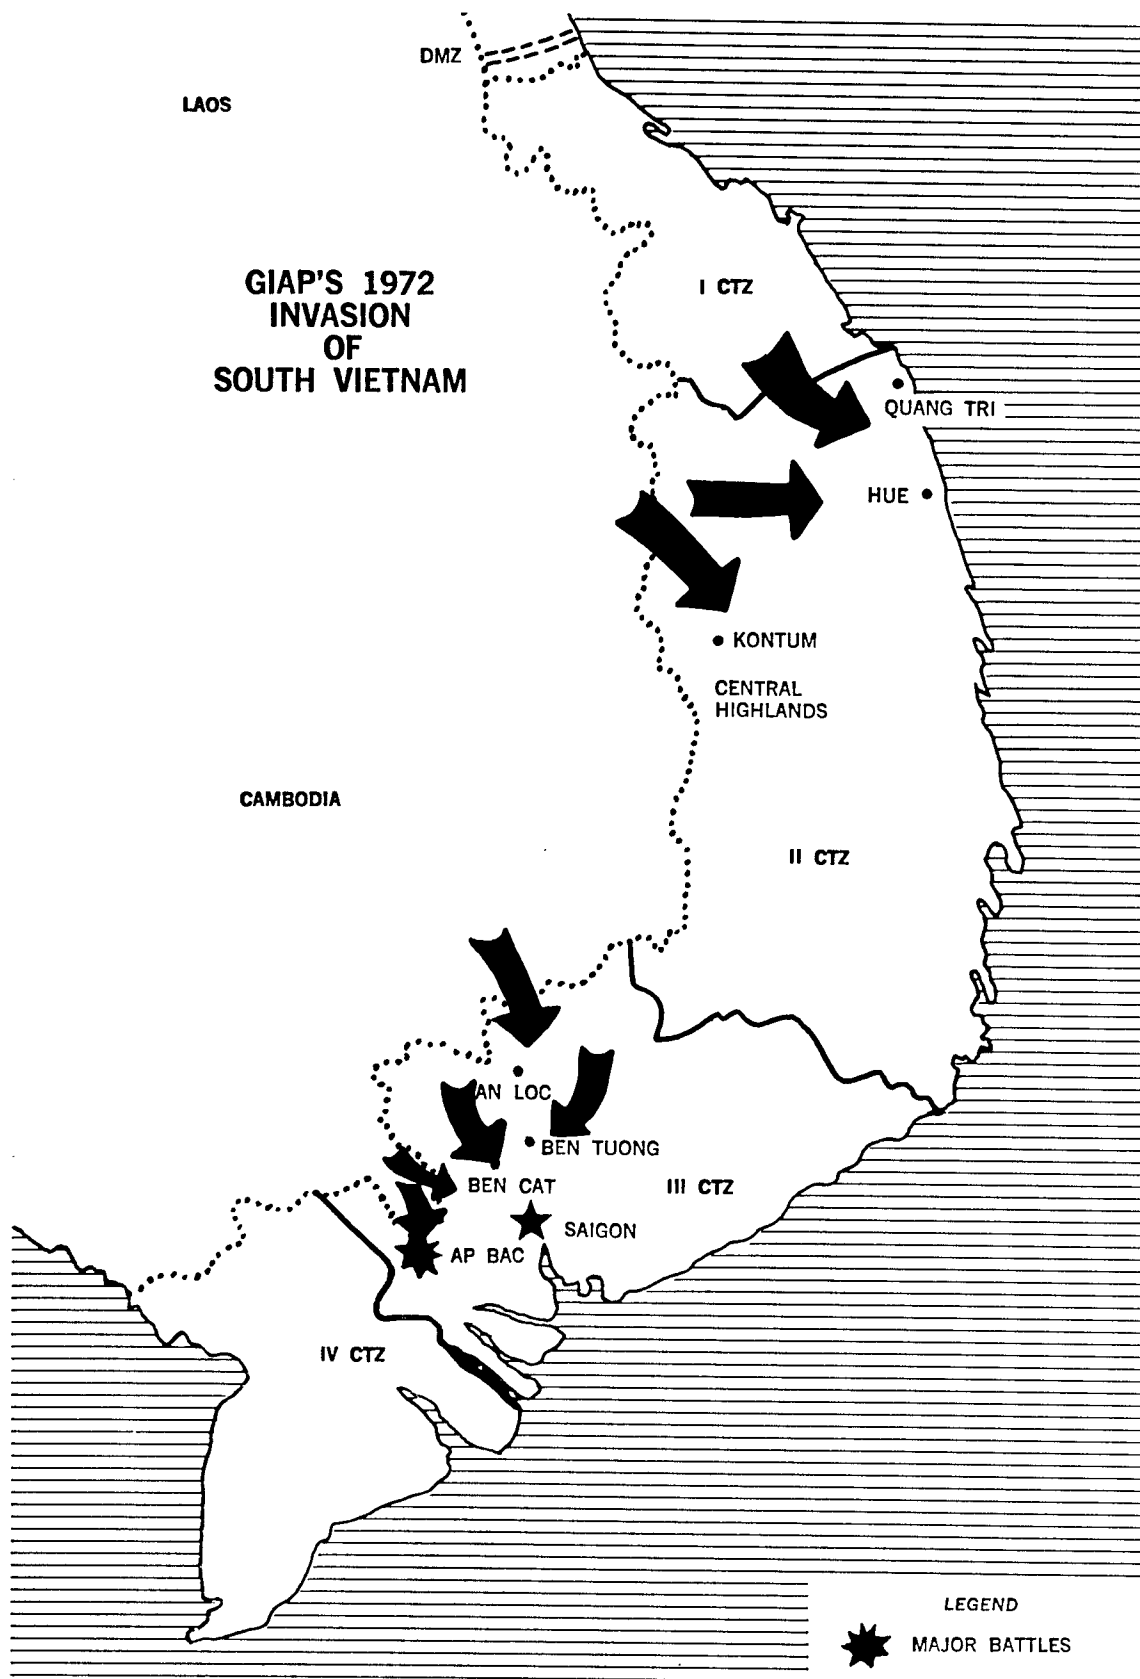 DMZ
LAOS
GIAP'S 1972
INVASION
OF
SOUTH VIETNAM
I CTZ
QUANG TRI
HUE
KONTUM
CENTRAL
HIGHLANDS
CAMBODIA
II CTZ
AN LOC
BEN TUONG
BEN CAT
III CTZ
SAIGON
AP BAC
IV CTZ
LEGEND
MAJOR BATTLES